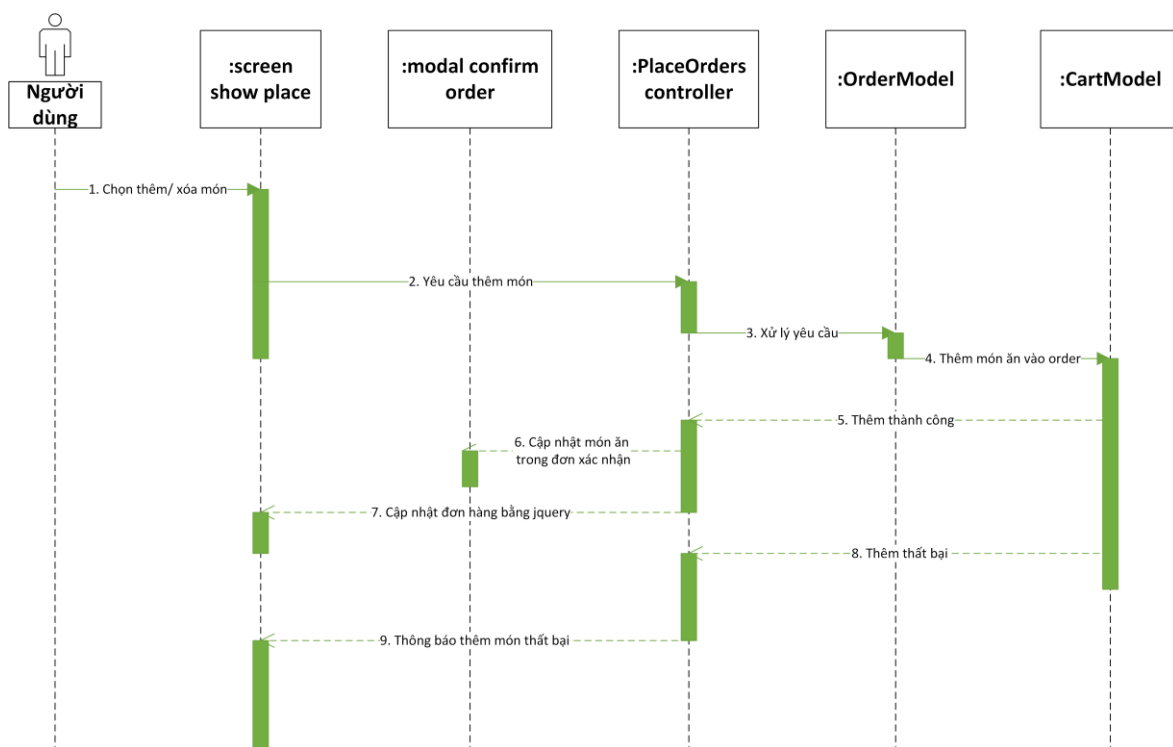 Người
dùng
:screen
show place
:modal confirm
order
:PlaceOrders
controller
:OrderModel
:CartModel
1. Chọn thêm/ xóa món
2. Yêu cầu thêm món
3. Xử lý yêu cầu
4. Thêm món ăn vào order
5. Thêm thành công
6. Cập nhật món ăn
trong đơn xác nhận
7. Cập nhật đơn hàng bằng jquery
8. Thêm thất bại
9. Thông báo thêm món thất bại